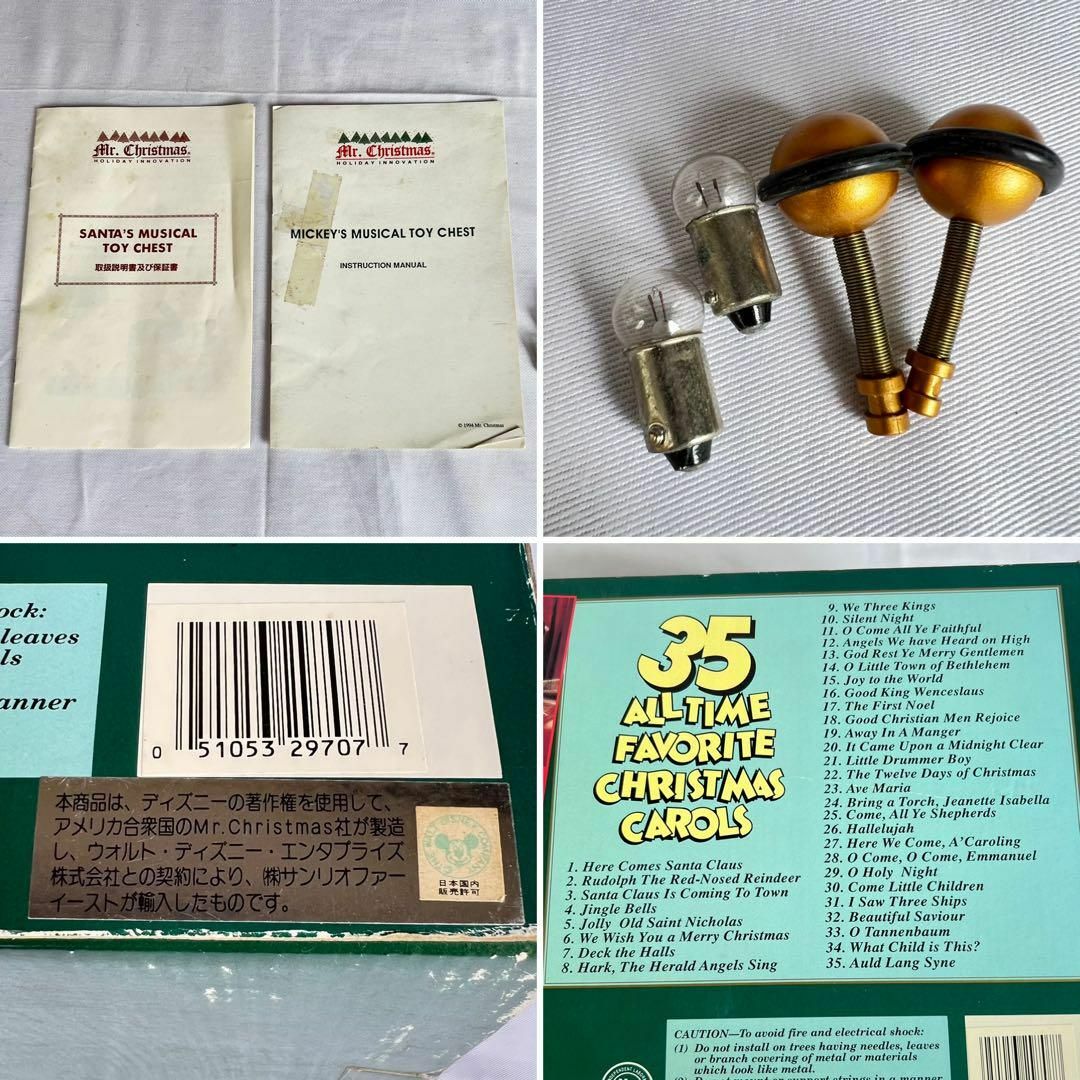 Mr. Christmas®
HOLIDAY INNOVATION
SANTA'S MUSICAL
TOY CHEST
取扱説明書及び保証書
Mr. Christmas®
HOLIDAY INNOVATION
MICKEY'S MUSICAL TOY CHEST
INSTRUCTION MANUAL
© 1994 Mr. Christmas
ock:
leaves
ls
anner
0 51053 29707 7
本商品は、ディズニーの著作権を使用して、
アメリカ合衆国のMr.Christmas社が製造
し、ウォルト・ディズニー・エンタプライズ
株式会社との契約により、㈱サンリオファー
イーストが輸入したものです。
日本国内
販売許可
35
ALL TIME
FAVORITE
CHRISTMAS
CAROLS
1. Here Comes Santa Claus
2. Rudolph The Red-Nosed Reindeer
3. Santa Claus Is Coming To Town
4. Jingle Bells
5. Jolly Old Saint Nicholas
6. We Wish You a Merry Christmas
7. Deck the Halls
8. Hark, The Herald Angels Sing
9. We Three Kings
10. Silent Night
11. O Come All Ye Faithful
12. Angels We have Heard on High
13. God Rest Ye Merry Gentlemen
14. O Little Town of Bethlehem
15. Joy to the World
16. Good King Wenceslaus
17. The First Noel
18. Good Christian Men Rejoice
19. Away In A Manger
20. It Came Upon a Midnight Clear
21. Little Drummer Boy
22. The Twelve Days of Christmas
23. Ave Maria
24. Bring a Torch, Jeanette Isabella
25. Come, All Ye Shepherds
26. Hallelujah
27. Here We Come, A'Caroling
28. O Come, O Come, Emmanuel
29. O Holy Night
30. Come Little Children
31. I Saw Three Ships
32. Beautiful Saviour
33. O Tannenbaum
34. What Child is This?
35. Auld Lang Syne
CAUTION—To avoid fire and electrical shock:
(1) Do not install on trees having needles, leaves
or branch covering of metal or materials
which look like metal.
(2) Do not mount or support strings in a manner